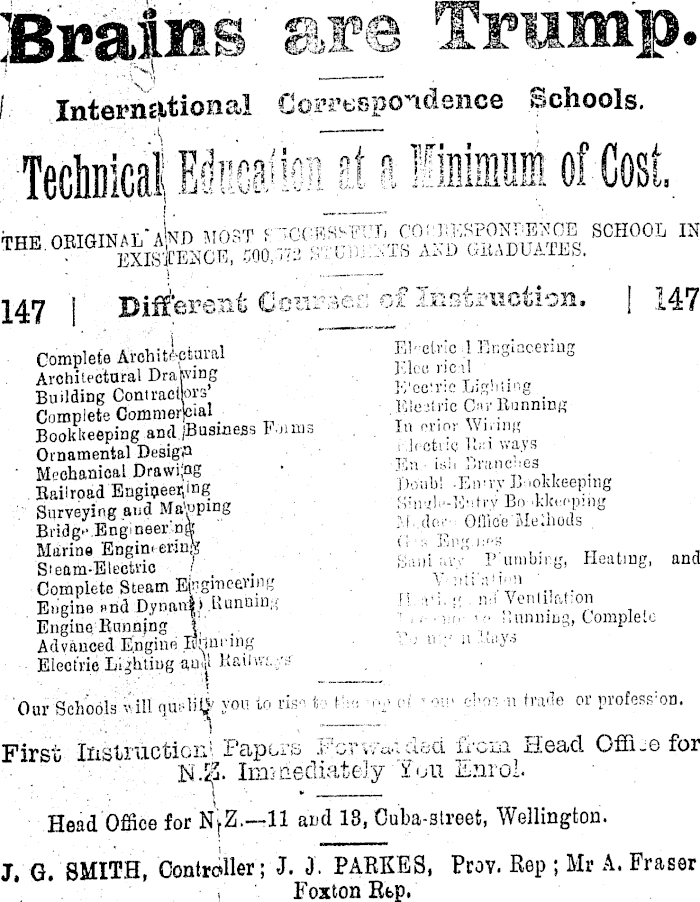 Brains are Trump.
International Correspondence Schools.
Technical Education at a Minimum of Cost.
THE ORIGINAL AND MOST SUCCESSFUL CORRESPONDENCE SCHOOL IN
EXISTENCE, 500,772 STUDENTS AND GRADUATES.
147 | Different Courses of Instruction. | 147
Complete Architectural
Architectural Drawing
Building Contractors'
Complete Commercial
Bookkeeping and Business Forms
Ornamental Design
Mechanical Drawing
Railroad Engineering
Surveying and Mapping
Bridge Engineering
Marine Engineering
Steam-Electric
Complete Steam Engineering
Engine and Dynamo Running
Engine Running
Advanced Engine Running
Electric Lighting and Railways
Electrical Engineering
Electrical
Electric Lighting
Electric Car Running
Interior Wiring
Electric Railways
English Branches
Double-Entry Bookkeeping
Single-Entry Bookkeeping
Modern Office Methods
Gas Engines
Sanitary Plumbing, Heating, and
Ventilation
Heating and Ventilation
Running, Complete
Rays
Our Schools will qualify you to rise to the top of your chosen trade or profession.
First Instruction Papers Forwarded from Head Office for
N.Z. Immediately You Enrol.
Head Office for N.Z.—11 and 13, Cuba-street, Wellington.
J. G. SMITH, Controller; J. J. PARKES, Prov. Rep; Mr A. Fraser
Foxton Rep.